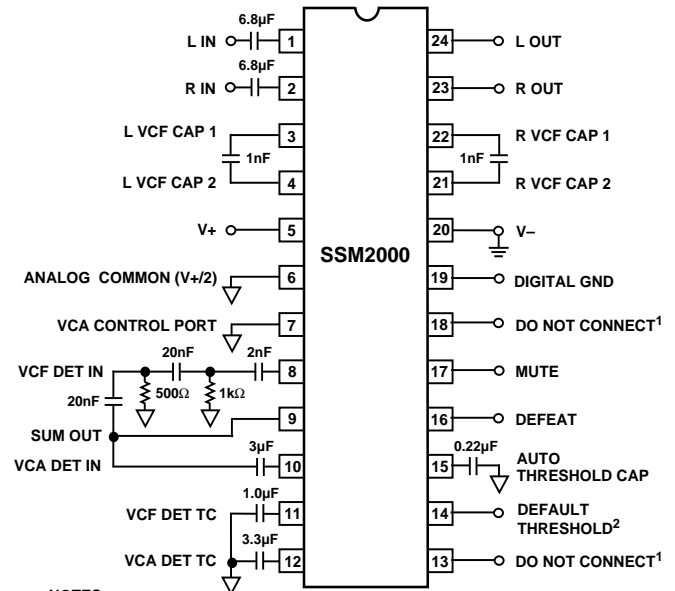 6.8µF
L IN
1
24
L OUT
6.8µF
R IN
2
23
R OUT
L VCF CAP 1
3
22
R VCF CAP 1
1nF
1nF
L VCF CAP 2
4
21
R VCF CAP 2
V+
5
20
V–
SSM2000
ANALOG COMMON (V+/2)
6
19
DIGITAL GND
VCA CONTROL PORT
7
18
DO NOT CONNECT1
20nF
2nF
VCF DET IN
8
17
MUTE
500Ω
1kΩ
20nF
9
16
DEFEAT
SUM OUT
3µF
0.22µF
VCA DET IN
10
15
AUTO
THRESHOLD CAP
1.0µF
VCF DET TC
11
14
DEFAULT
THRESHOLD2
3.3µF
VCA DET TC
12
13
DO NOT CONNECT1